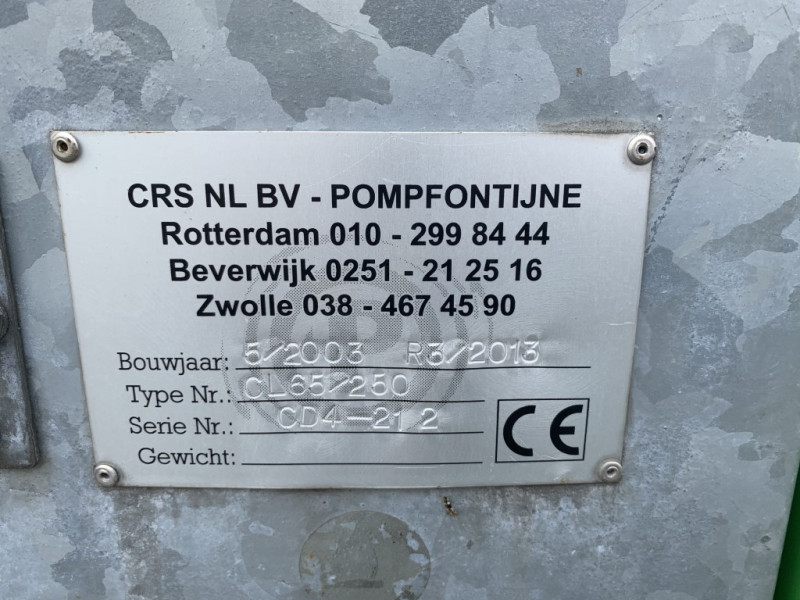 CRS NL BV - POMPFONTIJNE
Rotterdam 010 - 299 84 44
Beverwijk 0251 - 21 25 16
Zwolle 038 - 467 45 90
Bouwjaar: 5/2003 R3/2013
Type Nr.: CL65/250
Serie Nr.: CD4-21 2
Gewicht:
CE